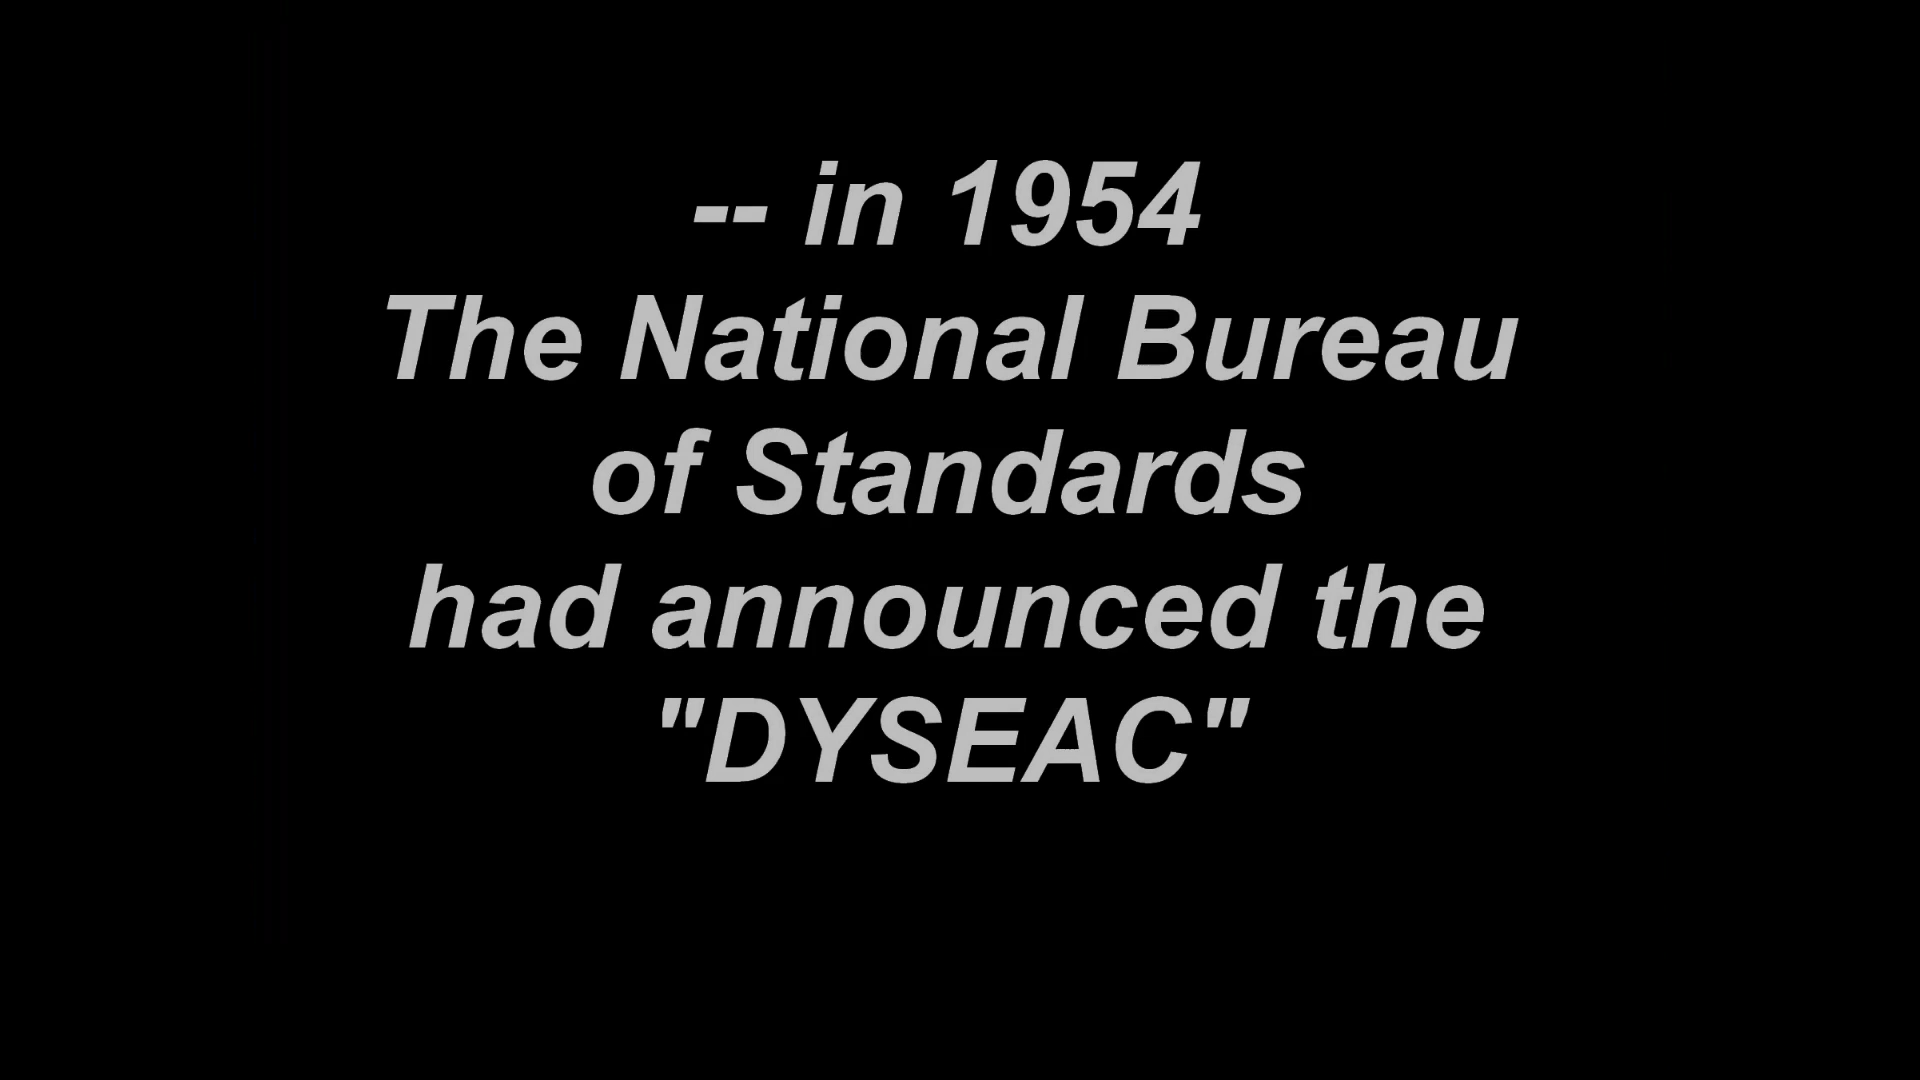 -- in 1954
The National Bureau
of Standards
had announced the
"DYSEAC"